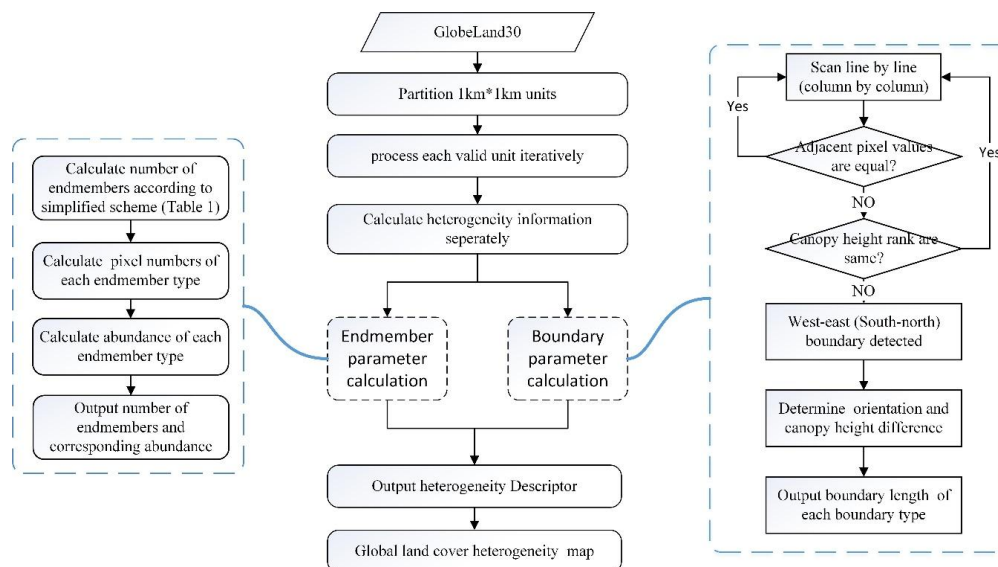 GlobeLand30
Partition 1km*1km units
process each valid unit iteratively
Calculate heterogeneity information
seperately
Endmember
parameter
calculation
Boundary
parameter
calculation
Output heterogeneity Descriptor
Global land cover heterogeneity map
Calculate number of
endmembers according to
simplified scheme (Table 1)
Calculate pixel numbers of
each endmember type
Calculate abundance of each
endmember type
Output number of
endmembers and
corresponding abundance
Scan line by line
(column by column)
Yes
Yes
Adjacent pixel values
are equal?
NO
Canopy height rank are
same?
NO
West-east (South-north)
boundary detected
Determine orientation and
canopy height difference
Output boundary length of
each boundary type